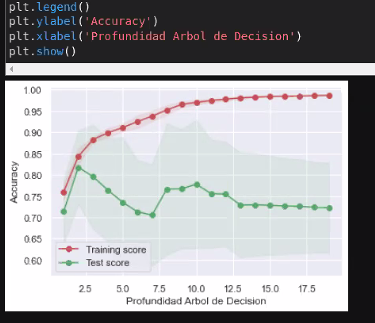 plt.legend()
plt.ylabel('Accuracy')
plt.xlabel('Profundidad Arbol de Decision')
plt.show()
1.00
0.95
0.90
0.85
0.80
0.75
0.70
0.65
0.60
Accuracy
Training score
Test score
2.5 5.0 7.5 10.0 12.5 15.0 17.5
Profundidad Arbol de Decision